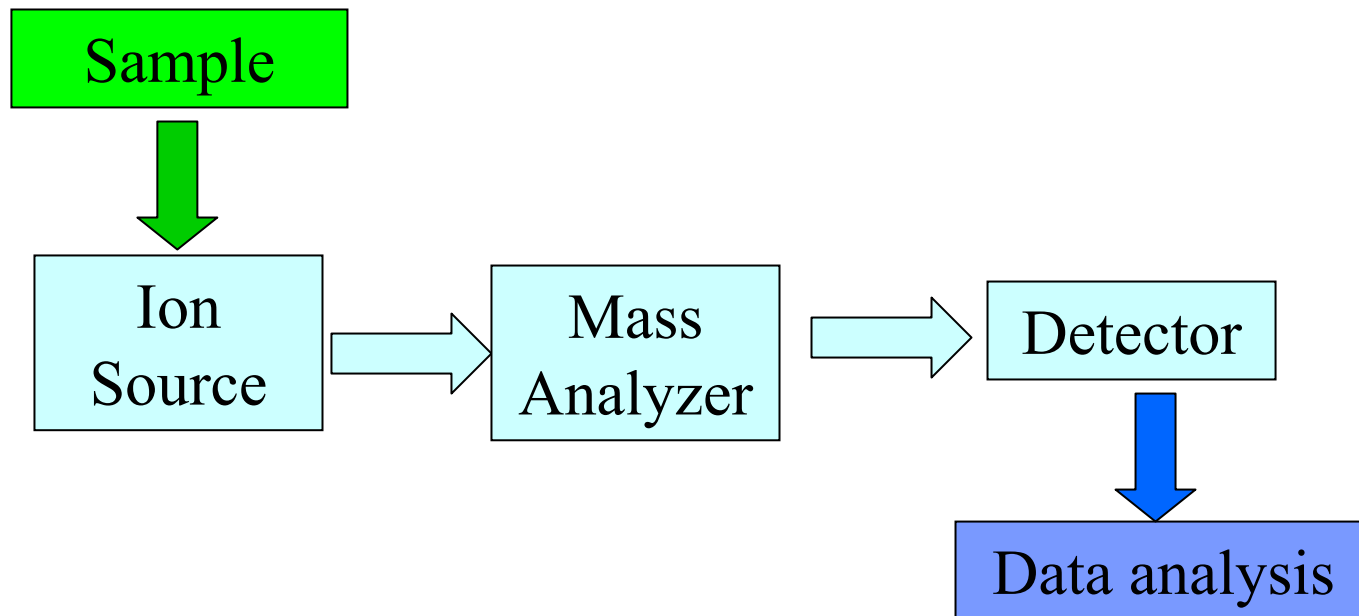 Sample
Ion
Source
Mass
Analyzer
Detector
Data analysis